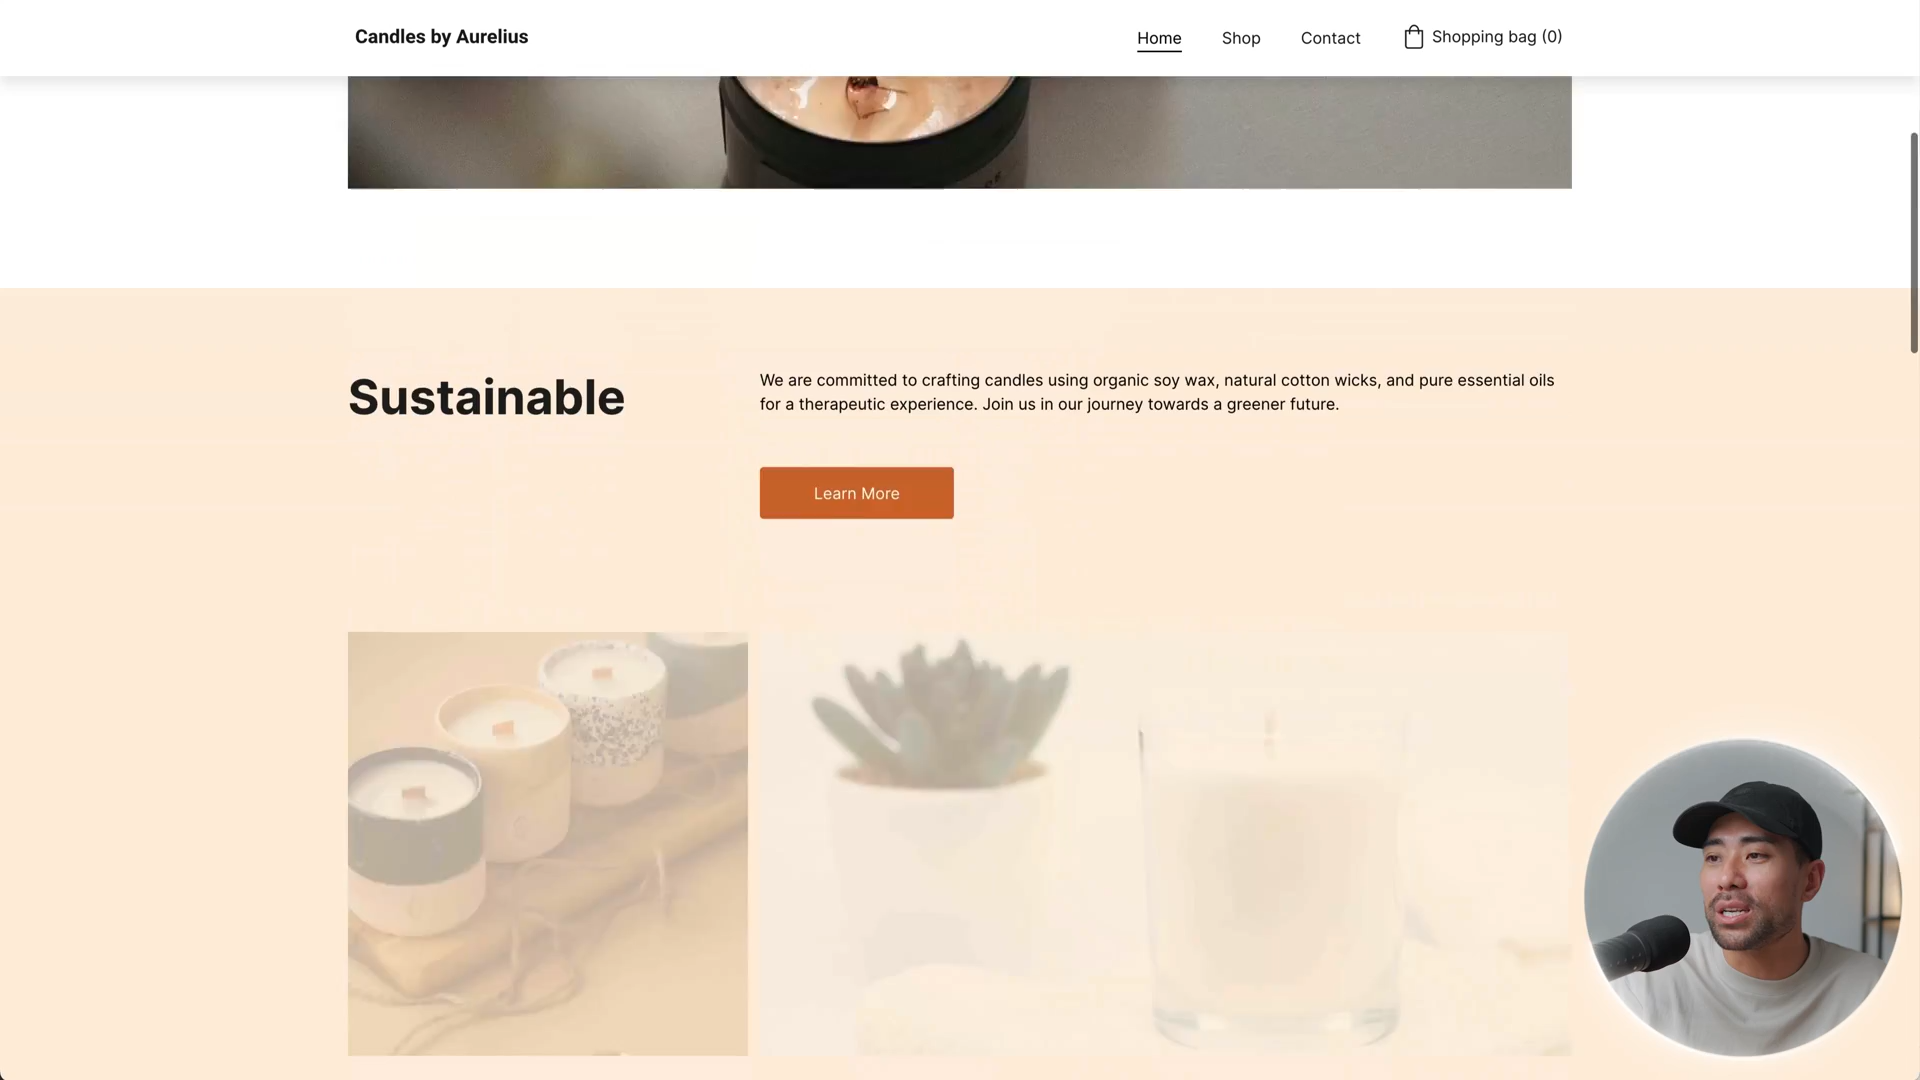 Candles by Aurelius
Home
Shop
Contact
Shopping bag (0)
Sustainable
We are committed to crafting candles using organic soy wax, natural cotton wicks, and pure essential oils
for a therapeutic experience. Join us in our journey towards a greener future.
Learn More